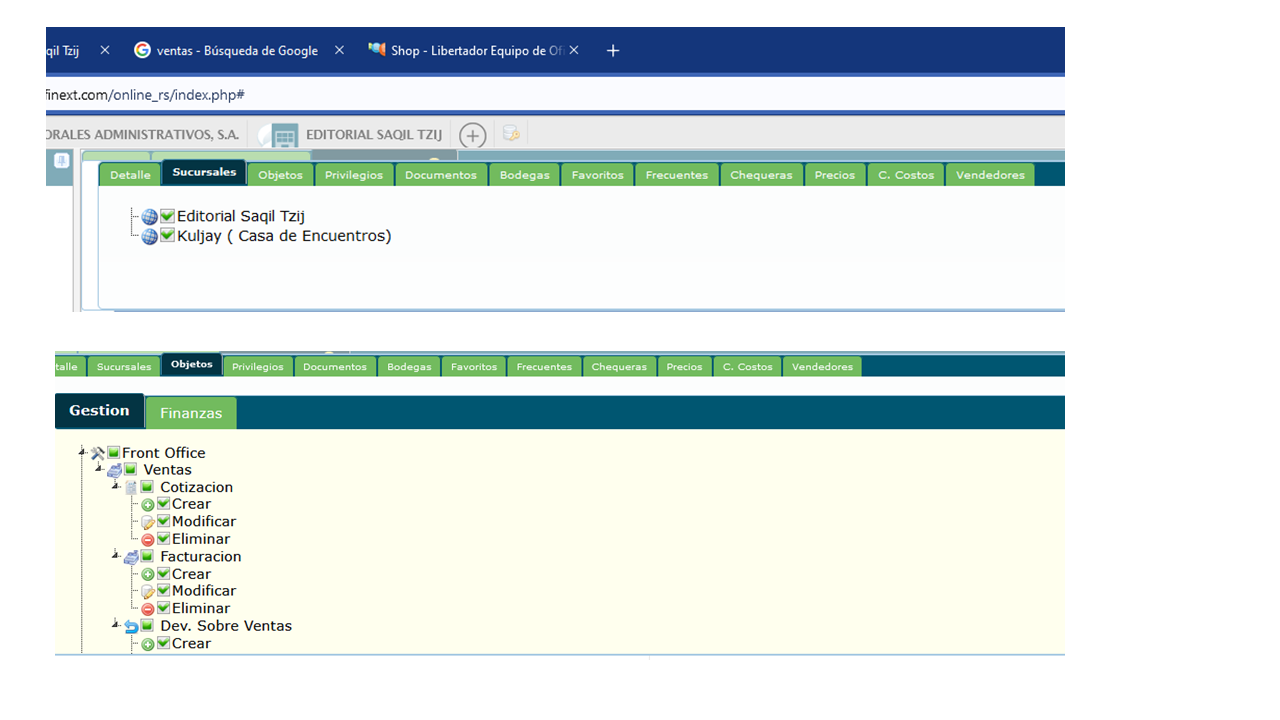 qil Tzij ventas - Búsqueda de Google Shop - Libertador Equipo de Ofi
finext.com/online_rs/index.php#
ORALES ADMINISTRATIVOS, S.A. EDITORIAL SAQIL TZIJ
Detalle Sucursales Objetos Privilegios Documentos Bodegas Favoritos Frecuentes Chequeras Precios C. Costos Vendedores
Editorial Saqil Tzij
Kuljay ( Casa de Encuentros)
talle Sucursales Objetos Privilegios Documentos Bodegas Favoritos Frecuentes Chequeras Precios C. Costos Vendedores
Gestion Finanzas
Front Office
Ventas
Cotizacion
Crear
Modificar
Eliminar
Facturacion
Crear
Modificar
Eliminar
Dev. Sobre Ventas
Crear